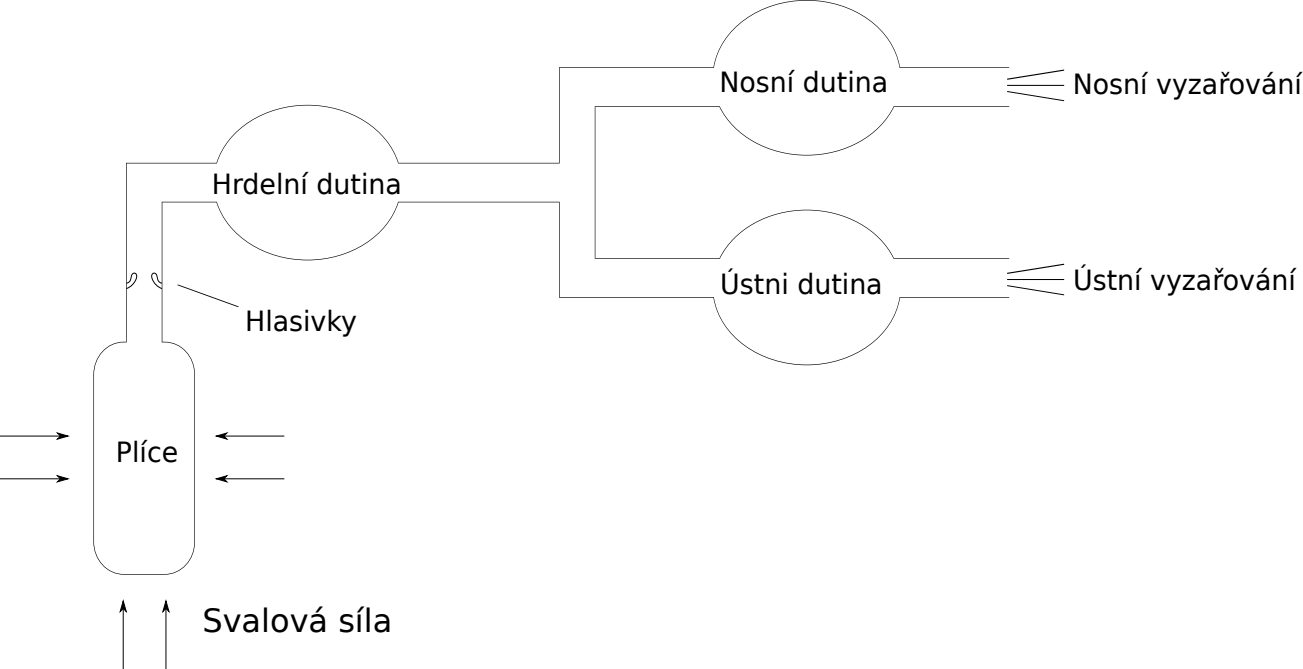 Nosní dutina
Nosní vyzařování
Hrdelní dutina
Ústni dutina
Ústní vyzařování
Hlasivky
Plíce
Svalová síla